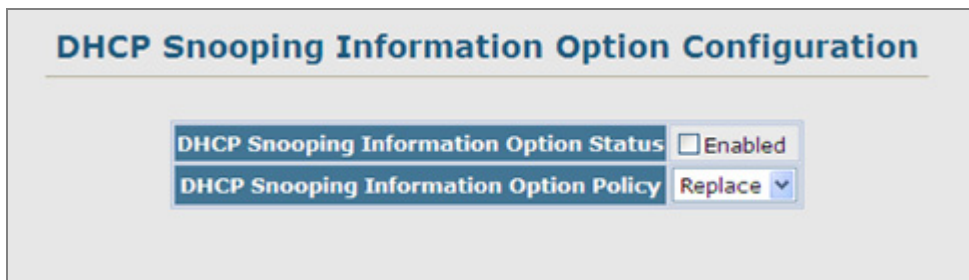 DHCP Snooping Information Option Configuration
DHCP Snooping Information Option Status Enabled
DHCP Snooping Information Option Policy Replace